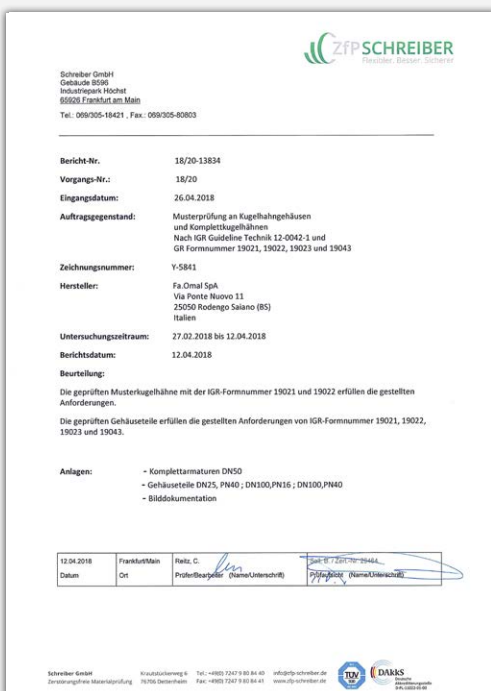 ZfP SCHREIBER
Flexibler. Besser. Sicherer
Schreiber GmbH
Gebäude B596
Industriepark Höchst
65926 Frankfurt am Main
Tel.: 069/305-18421 , Fax.: 069/305-80803
Bericht-Nr. 18/20-13834
Vorgangs-Nr.: 18/20
Eingangsdatum: 26.04.2018
Auftragsgegenstand: Musterprüfung an Kugelhahngehäusen
und Komplettkugelhähnen
Nach IGR Guideline Technik 12-0042-1 und
GR Formnummer 19021, 19022, 19023 und 19043
Zeichnungsnummer: Y-5841
Hersteller: Fa.Omal SpA
Via Ponte Nuovo 11
25050 Rodengo Saiano (BS)
Italien
Untersuchungszeitraum: 27.02.2018 bis 12.04.2018
Berichtsdatum: 12.04.2018
Beurteilung:
Die geprüften Musterkugelhähne mit der IGR-Formnummer 19021 und 19022 erfüllen die gestellten
Anforderungen.
Die geprüften Gehäuseteile erfüllen die gestellten Anforderungen von IGR-Formnummer 19021, 19022,
19023 und 19043.
Anlagen: - Komplettarmaturen DN50
- Gehäuseteile DN25, PN40 ; DN100,PN16 ; DN100,PN40
- Bilddokumentation
12.04.2018 Frankfurt/Main Reitz, C.
Datum Ort Prüfer/Bearbeiter (Name/Unterschrift) Prüfaufsicht (Name/Unterschrift)
Schreiber GmbH Krautstückerweg 6 Tel.: +49(0) 7247 9 80 84 40 info@zfp-schreiber.de
Zerstörungsfreie Materialprüfung 76706 Dettenheim Fax: +49(0) 7247 9 80 84 41 www.zfp-schreiber.de
TÜV
DAkkS
Deutsche
Akkreditierungsstelle